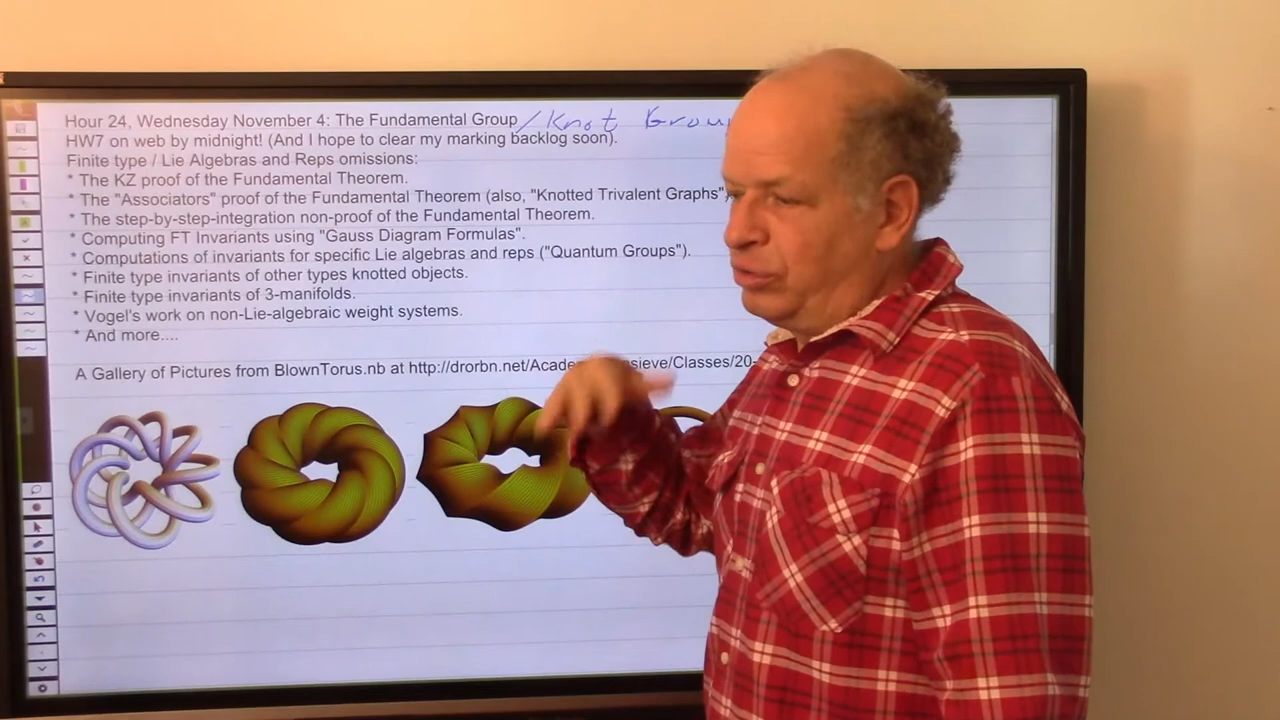 Hour 24, Wednesday November 4: The Fundamental Group / Knot Grou
HW7 on web by midnight! (And I hope to clear my marking backlog soon).
Finite type / Lie Algebras and Reps omissions:
* The KZ proof of the Fundamental Theorem.
* The "Associators" proof of the Fundamental Theorem (also, "Knotted Trivalent Graphs"
* The step-by-step-integration non-proof of the Fundamental Theorem.
* Computing FT Invariants using "Gauss Diagram Formulas".
* Computations of invariants for specific Lie algebras and reps ("Quantum Groups").
* Finite type invariants of other types knotted objects.
* Finite type invariants of 3-manifolds.
* Vogel's work on non-Lie-algebraic weight systems.
* And more....
A Gallery of Pictures from BlownTorus.nb at http://drorbn.net/Acade sieve/Classes/20-